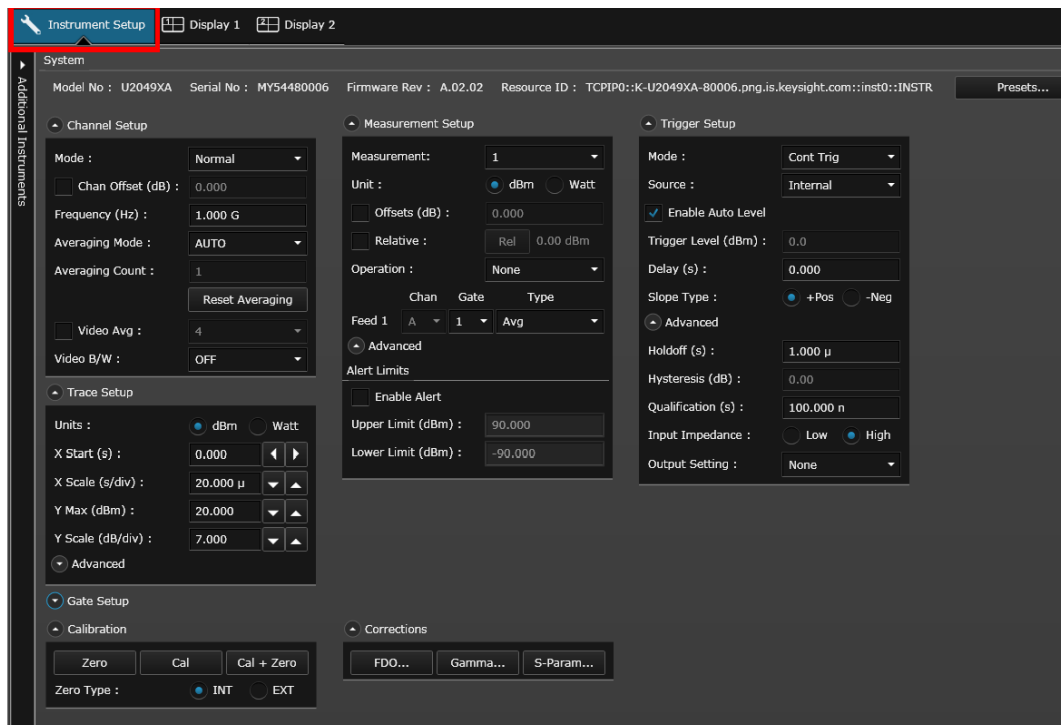 Instrument Setup 1 Display 1 2 Display 2
System
Additional Instruments
Model No : U2049XA Serial No : MY54480006 Firmware Rev : A.02.02 Resource ID : TCPIP0::K-U2049XA-80006.png.is.keysight.com::inst0::INSTR Presets...
Channel Setup
Mode : Normal
Chan Offset (dB) : 0.000
Frequency (Hz) : 1.000 G
Averaging Mode : AUTO
Averaging Count : 1
Reset Averaging
Video Avg : 4
Video B/W : OFF
Trace Setup
Units : dBm Watt
X Start (s) : 0.000
X Scale (s/div) : 20.000 µ
Y Max (dBm) : 20.000
Y Scale (dB/div) : 7.000
Advanced
Gate Setup
Calibration
Zero Cal Cal + Zero
Zero Type : INT EXT
Measurement Setup
Measurement: 1
Unit : dBm Watt
Offsets (dB) : 0.000
Relative : Rel 0.00 dBm
Operation : None
Chan Gate Type
Feed 1 A 1 Avg
Advanced
Alert Limits
Enable Alert
Upper Limit (dBm) : 90.000
Lower Limit (dBm) : -90.000
Corrections
FDO... Gamma... S-Param...
Trigger Setup
Mode : Cont Trig
Source : Internal
Enable Auto Level
Trigger Level (dBm) : 0.0
Delay (s) : 0.000
Slope Type : +Pos -Neg
Advanced
Holdoff (s) : 1.000 µ
Hysteresis (dB) : 0.00
Qualification (s) : 100.000 n
Input Impedance : Low High
Output Setting : None